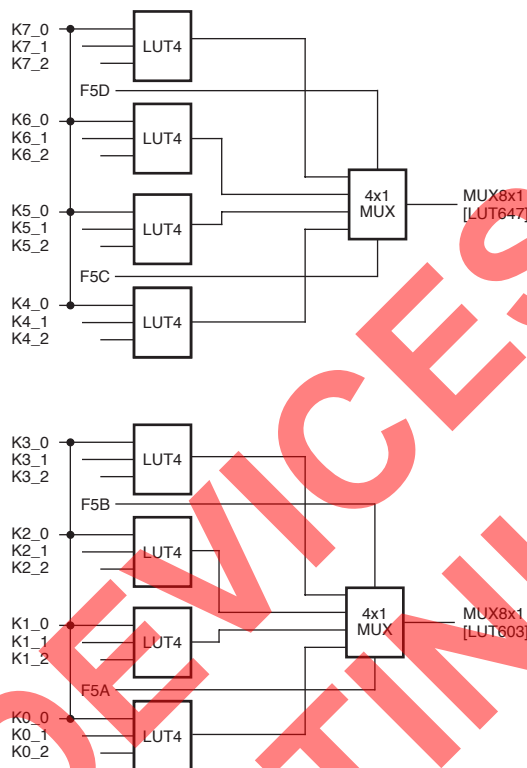 K7_0
K7_1
K7_2
LUT4
F5D
K6_0
K6_1
K6_2
LUT4
4x1
MUX
MUX8x1
[LUT647]
K5_0
K5_1
K5_2
LUT4
F5C
K4_0
K4_1
K4_2
LUT4
K3_0
K3_1
K3_2
LUT4
F5B
K2_0
K2_1
K2_2
LUT4
4x1
MUX
MUX8x1
[LUT603]
K1_0
K1_1
K1_2
LUT4
F5A
K0_0
K0_1
K0_2
LUT4
DEVICES